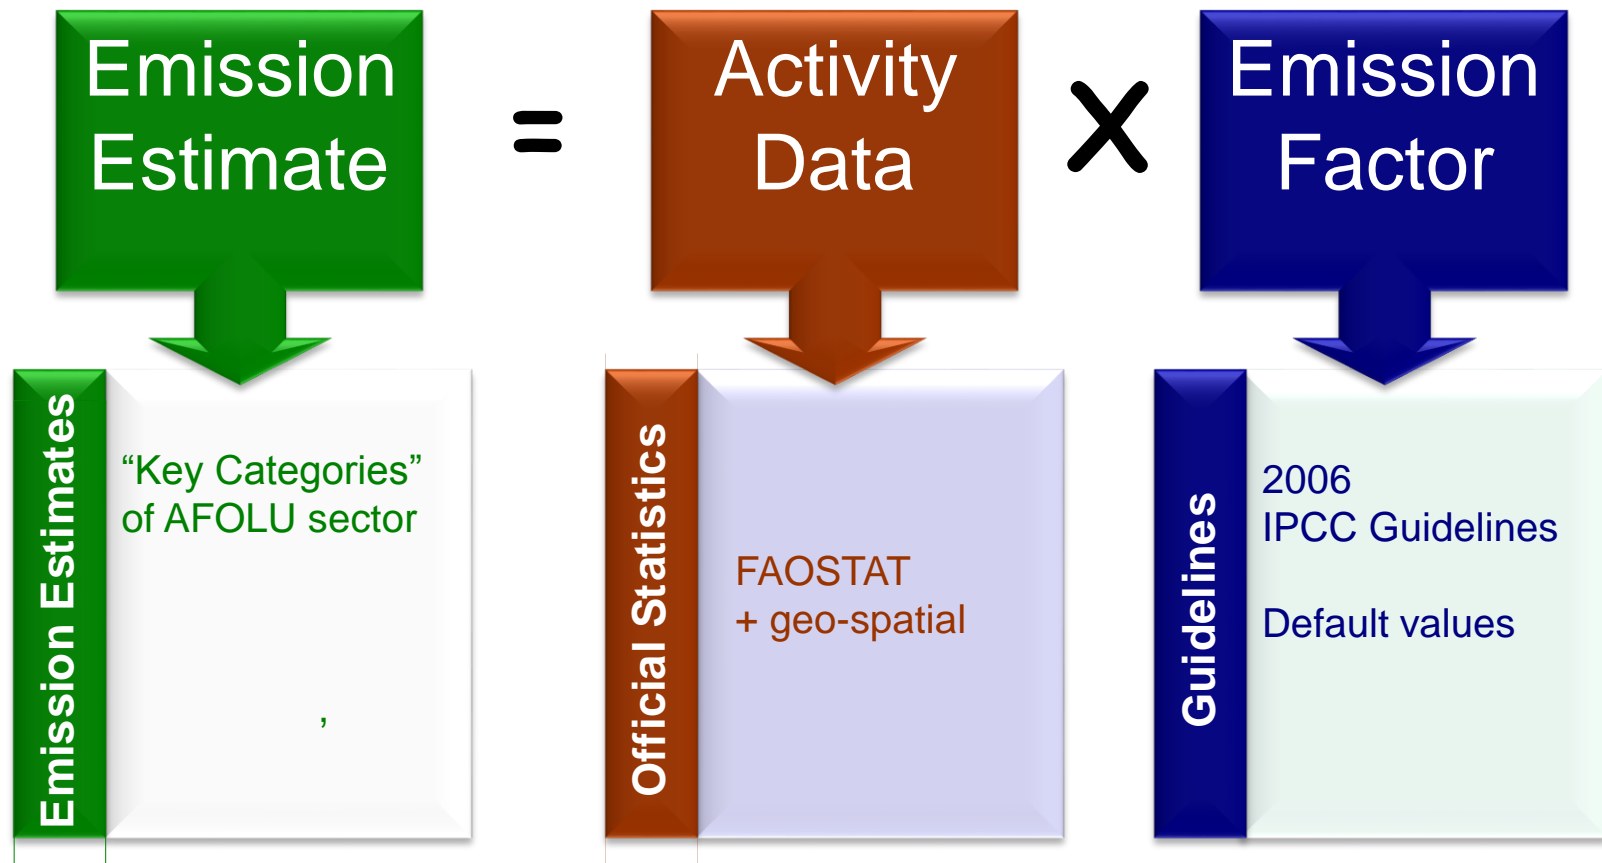 Emission
Estimate
=
Activity
Data
X
Emission
Factor
Emission Estimates
“Key Categories”
of AFOLU sector
,
Official Statistics
FAOSTAT
+ geo-spatial
Guidelines
2006
IPCC Guidelines
Default values